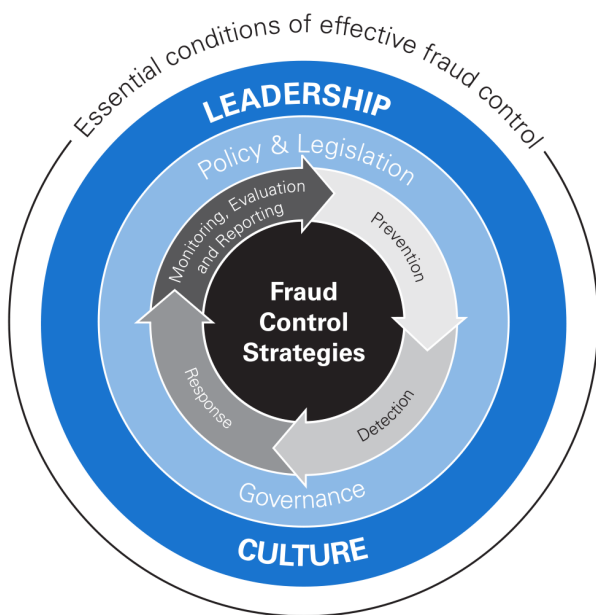 Essential conditions of effective fraud control
LEADERSHIP
Policy & Legislation
Monitoring, Evaluation
and Reporting
Prevention
Fraud
Control
Strategies
Response
Detection
Governance
CULTURE